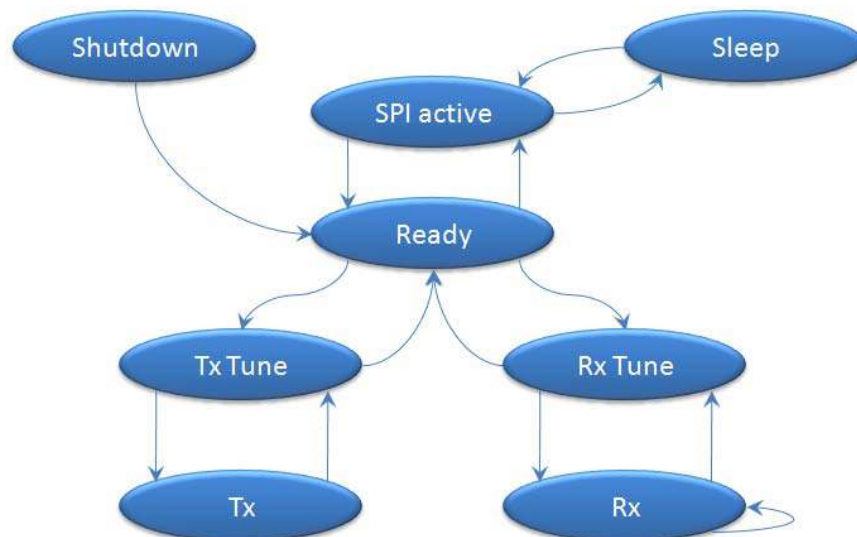 Shutdown
Sleep
SPI active
Ready
Tx Tune
Rx Tune
Tx
Rx